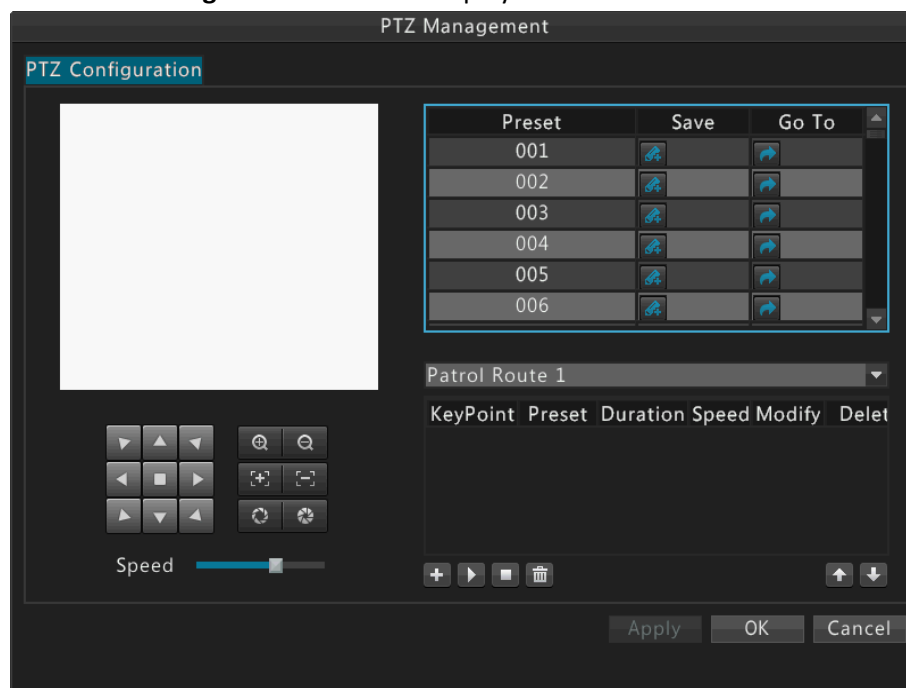 PTZ Management
PTZ Configuration
Preset Save Go To
001
002
003
004
005
006
Patrol Route 1
KeyPoint Preset Duration Speed Modify Delet
Speed
Apply OK Cancel